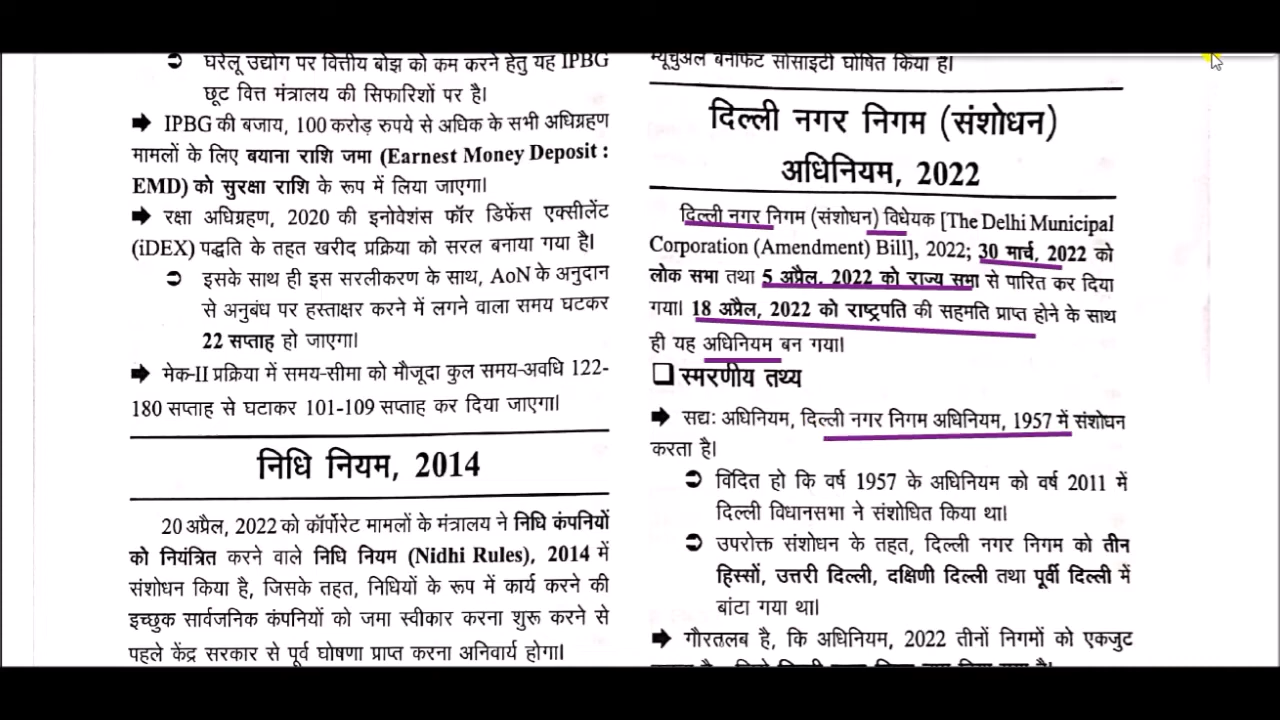 घरेलू उद्योग पर वित्तीय बोझ को कम करने हेतु यह IPBG
छूट वित्त मंत्रालय की सिफारिशों पर है।
IPBG की बजाय, 100 करोड़ रुपये से अधिक के सभी अधिग्रहण
मामलों के लिए बयाना राशि जमा (Earnest Money Deposit :
EMD) को सुरक्षा राशि के रूप में लिया जाएगा।
रक्षा अधिग्रहण, 2020 की इनोवेशंस फॉर डिफेंस एक्सीलेंट
(iDEX) पद्धति के तहत खरीद प्रक्रिया को सरल बनाया गया है।
इसके साथ ही इस सरलीकरण के साथ, AoN के अनुदान
से अनुबंध पर हस्ताक्षर करने में लगने वाला समय घटकर
22 सप्ताह हो जाएगा।
मेक-II प्रक्रिया में समय-सीमा को मौजूदा कुल समय-अवधि 122-
180 सप्ताह से घटाकर 101-109 सप्ताह कर दिया जाएगा।
निधि नियम, 2014
20 अप्रैल, 2022 को कॉर्पोरेट मामलों के मंत्रालय ने निधि कंपनियों
को नियंत्रित करने वाले निधि नियम (Nidhi Rules), 2014 में
संशोधन किया है, जिसके तहत, निधियों के रूप में कार्य करने की
इच्छुक सार्वजनिक कंपनियों को जमा स्वीकार करना शुरू करने से
पहले केंद्र सरकार से पूर्व घोषणा प्राप्त करना अनिवार्य होगा।
म्यूचुअल बेनीफिट सोसाइटी घोषित किया है।
दिल्ली नगर निगम (संशोधन)
अधिनियम, 2022
दिल्ली नगर निगम (संशोधन) विधेयक [The Delhi Municipal
Corporation (Amendment) Bill], 2022; 30 मार्च, 2022 को
लोक सभा तथा 5 अप्रैल, 2022 को राज्य सभा से पारित कर दिया
गया। 18 अप्रैल, 2022 को राष्ट्रपति की सहमति प्राप्त होने के साथ
ही यह अधिनियम बन गया।
स्मरणीय तथ्य
सद्य: अधिनियम, दिल्ली नगर निगम अधिनियम, 1957 में संशोधन
करता है।
विदित हो कि वर्ष 1957 के अधिनियम को वर्ष 2011 में
दिल्ली विधानसभा ने संशोधित किया था।
उपरोक्त संशोधन के तहत, दिल्ली नगर निगम को तीन
हिस्सों, उत्तरी दिल्ली, दक्षिणी दिल्ली तथा पूर्वी दिल्ली में
बांटा गया था।
गौरतलब है, कि अधिनियम, 2022 तीनों निगमों को एकजुट